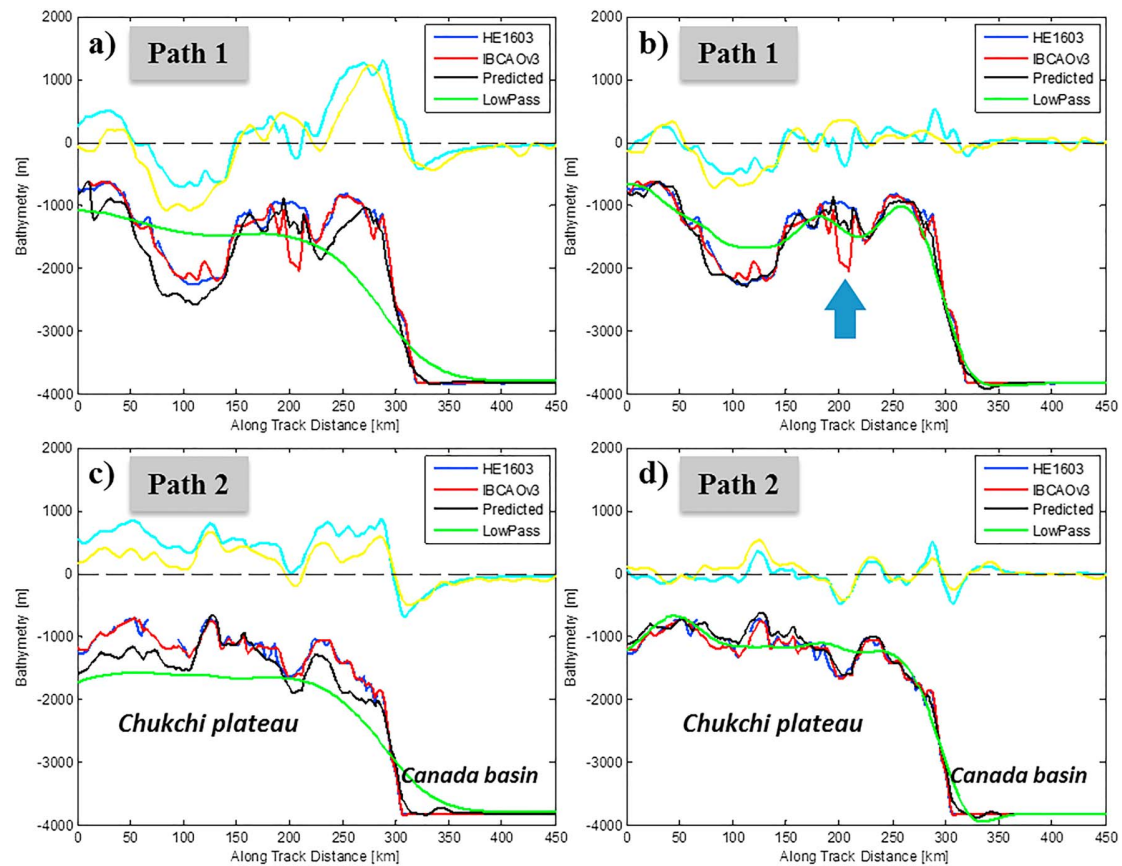 a)
Path 1
HE1603
IBCAOv3
Predicted
LowPass
2000
1000
0
-1000
-2000
-3000
-4000
Bathymetry [m]
0 50 100 150 200 250 300 350 400 450
Along Track Distance [km]
b)
Path 1
HE1603
IBCAOv3
Predicted
LowPass
2000
1000
0
-1000
-2000
-3000
-4000
Bathymetry [m]
0 50 100 150 200 250 300 350 400 450
Along Track Distance [km]
c)
Path 2
HE1603
IBCAOv3
Predicted
LowPass
2000
1000
0
-1000
-2000
-3000
-4000
Bathymetry [m]
Chukchi plateau
Canada basin
0 50 100 150 200 250 300 350 400 450
Along Track Distance [km]
d)
Path 2
HE1603
IBCAOv3
Predicted
LowPass
2000
1000
0
-1000
-2000
-3000
-4000
Bathymetry [m]
Chukchi plateau
Canada basin
0 50 100 150 200 250 300 350 400 450
Along Track Distance [km]